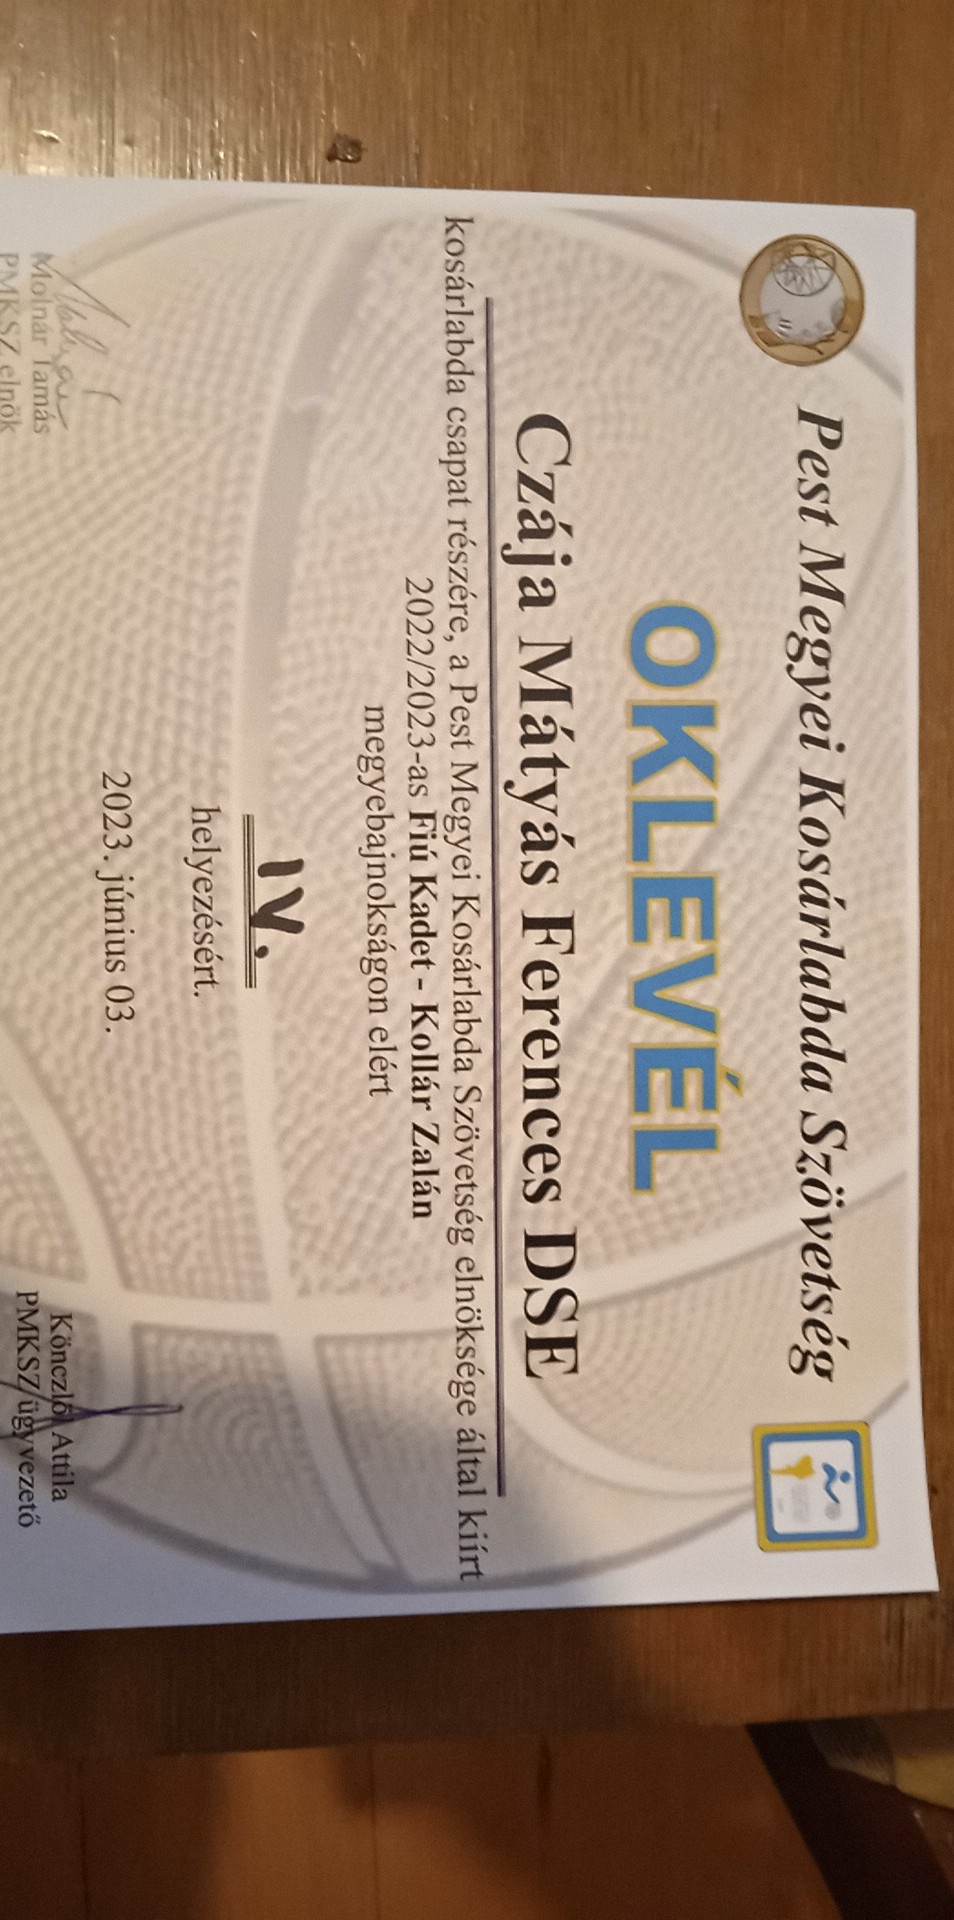 Pest Megyei Kosárlabda Szövetség
OKLEVÉL
Czája Mátyás Ferences DSE
kosárlabda csapat részére, a Pest Megyei Kosárlabda Szövetség elnöksége által kiírt
2022/2023-as Fiú Kadet - Kollár Zalán
megyebajnokságon elért
IV.
helyezésért.
2023. június 03.
Molnár Tamás
PMKSZ elnök
Könczöl Attila
PMKSZ ügyvezető